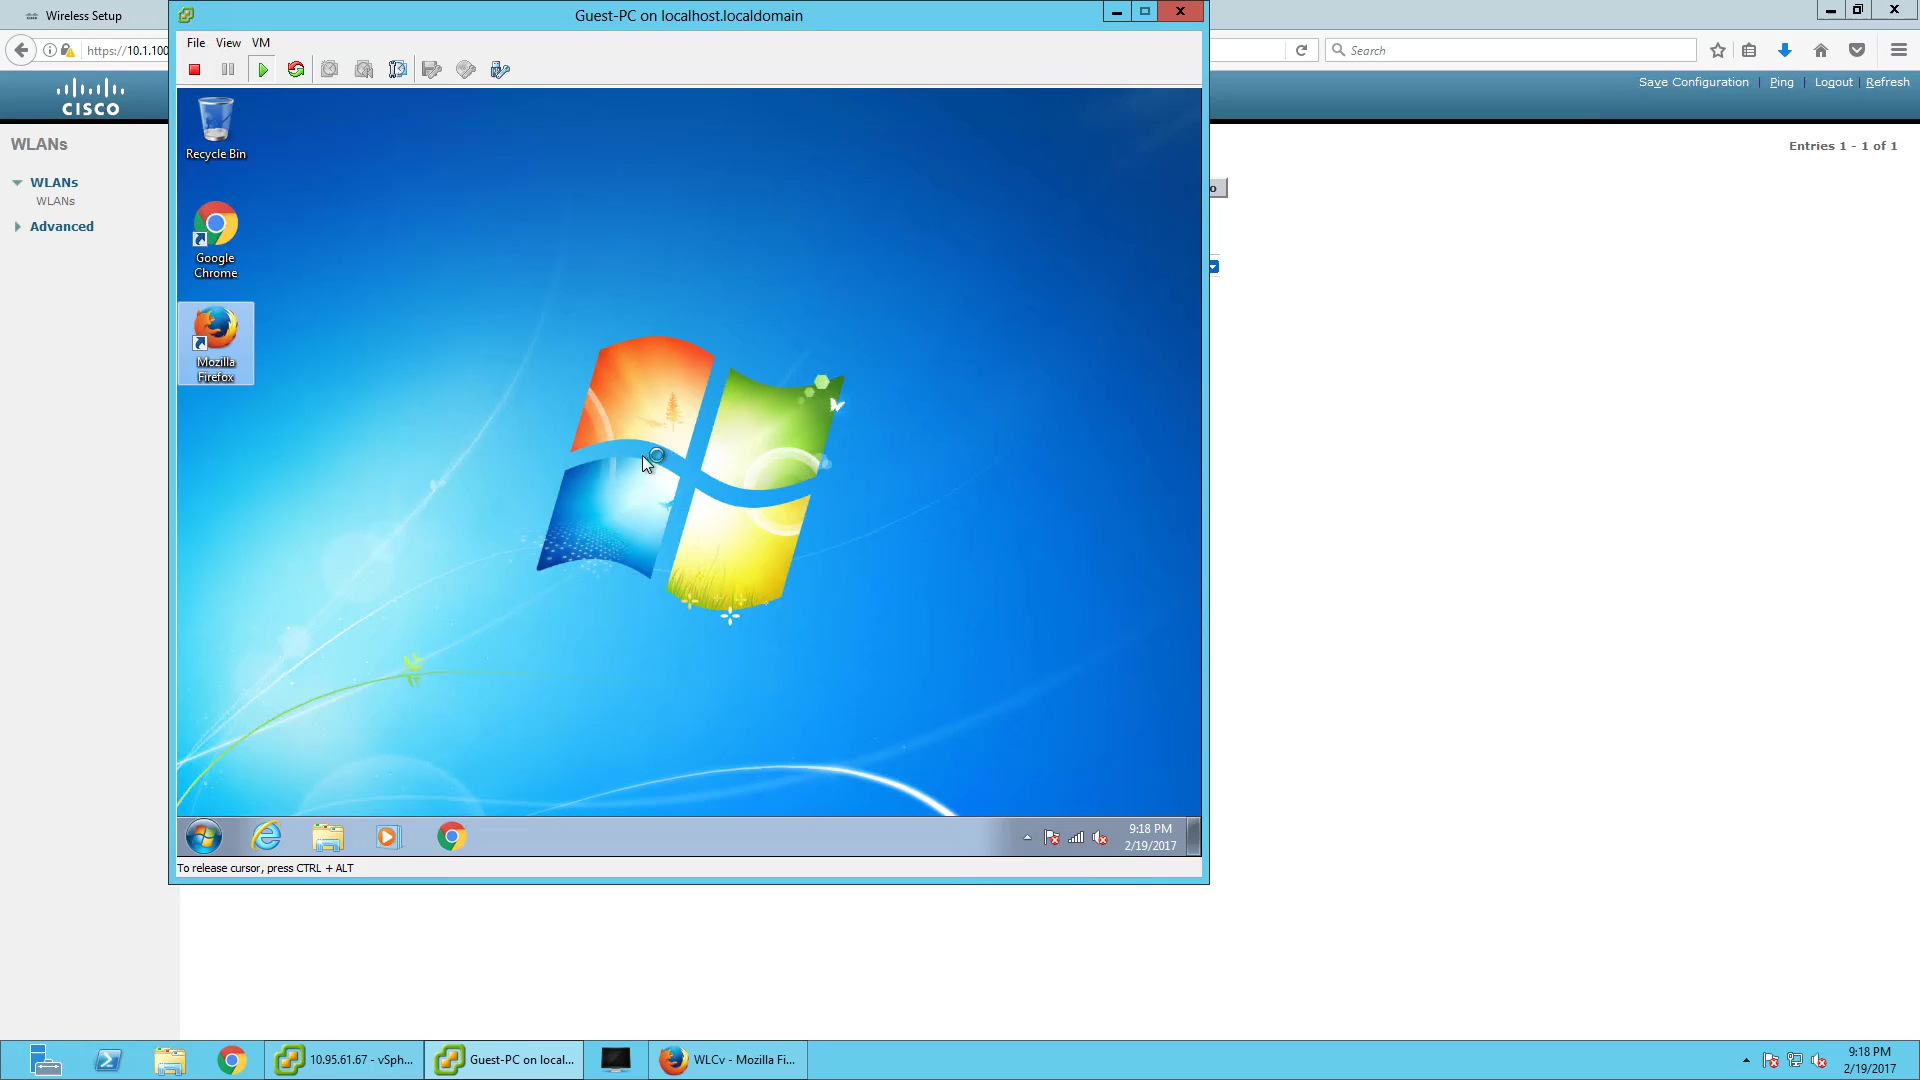 Wireless Setup
Guest-PC on localhost.localdomain
https://10.1.100
Search
File View VM
CISCO
Save Configuration | Ping | Logout | Refresh
WLANs
Entries 1 - 1 of 1
WLANs
WLANs
Advanced
Recycle Bin
Google
Chrome
Mozilla
Firefox
9:18 PM
2/19/2017
To release cursor, press CTRL + ALT
10.95.61.67 - vSph...
Guest-PC on local...
WLCv - Mozilla Fi...
9:18 PM
2/19/2017